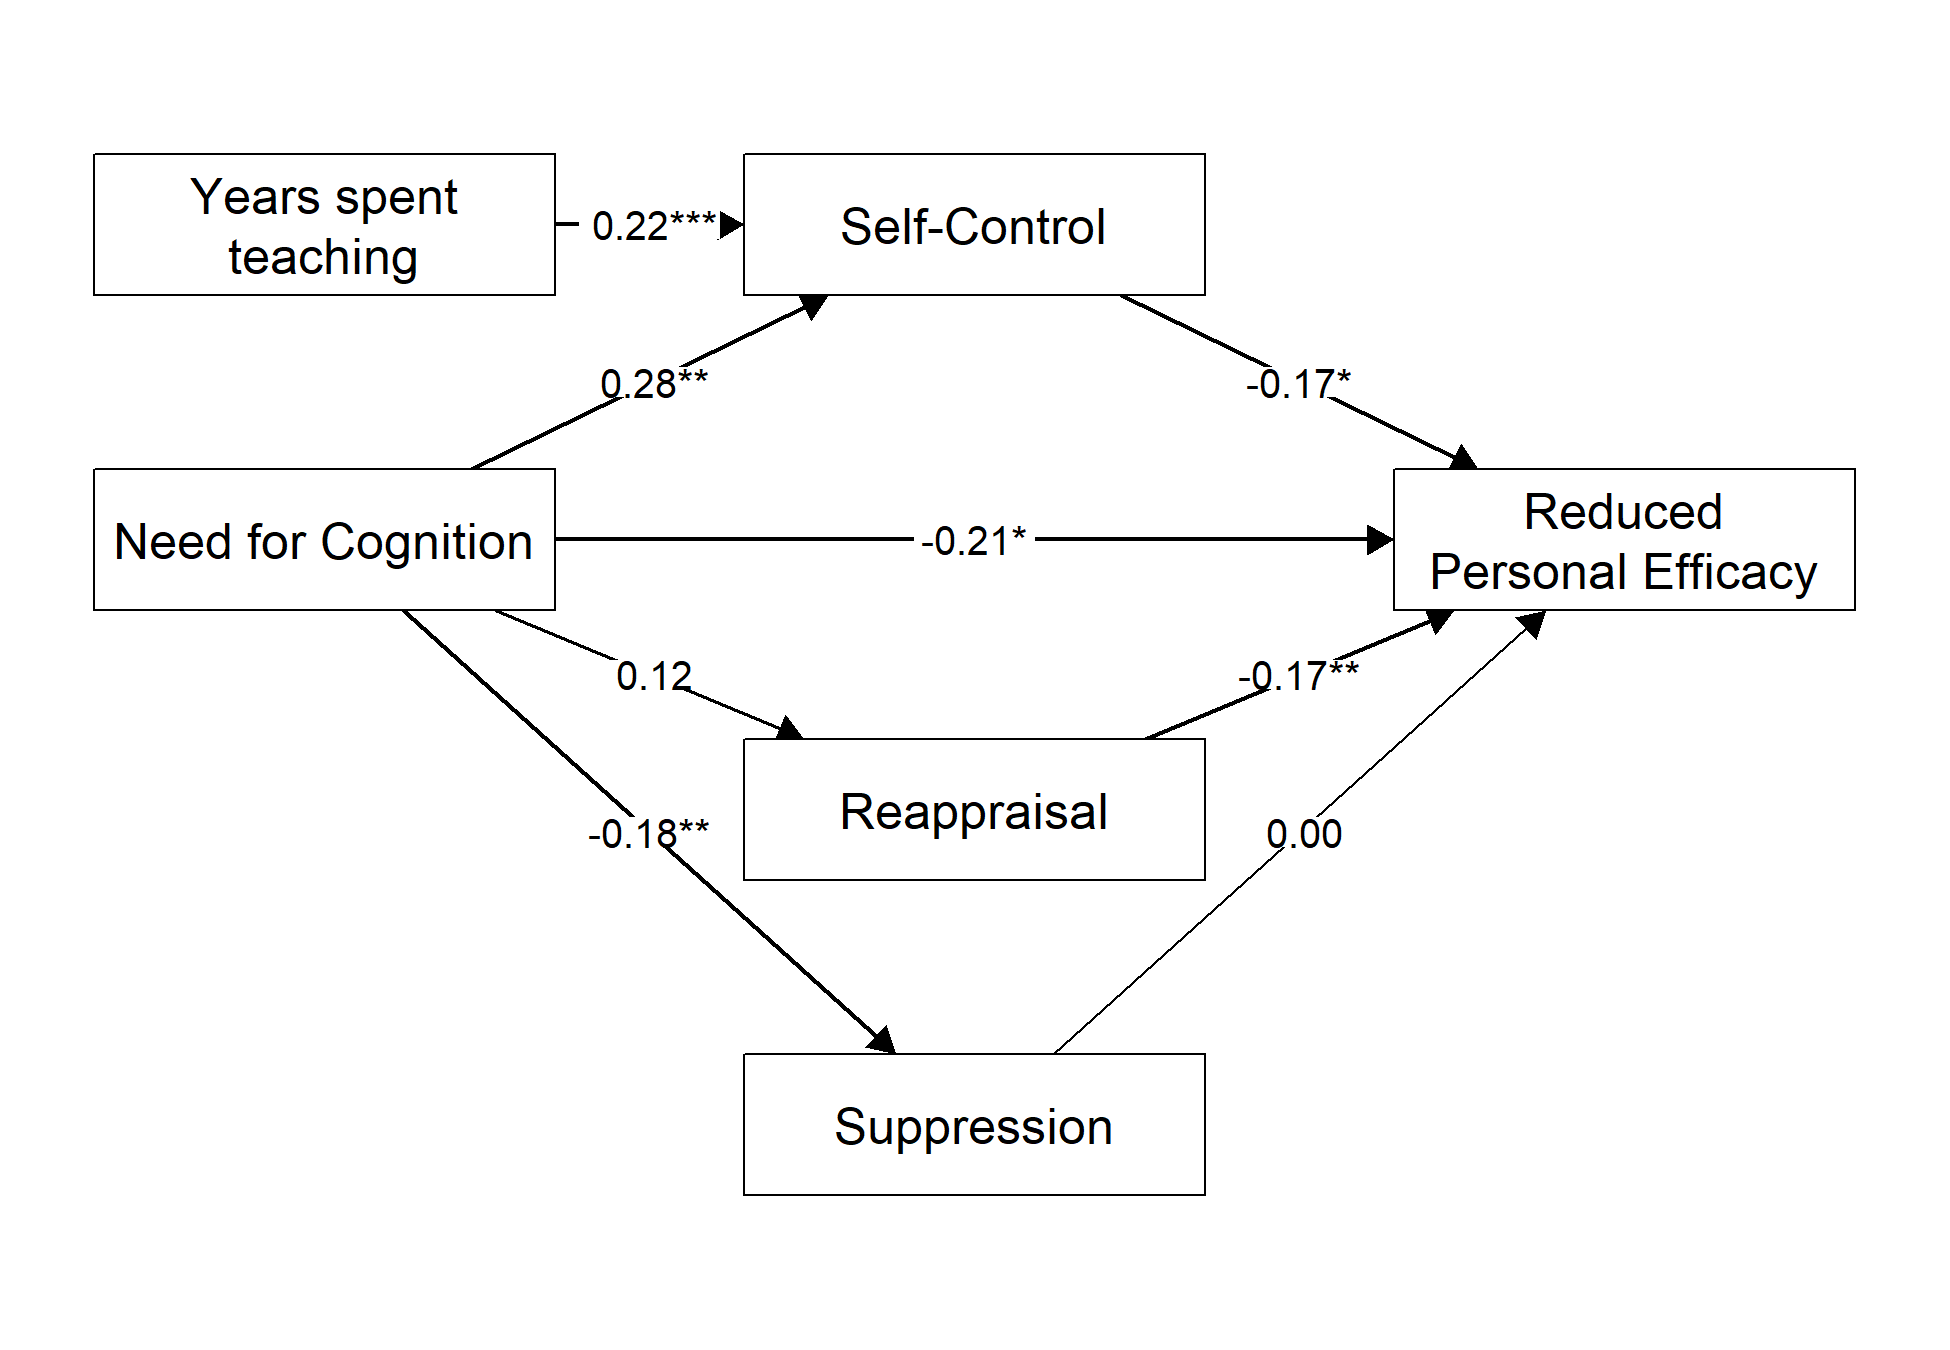 Years spent
teaching
0.22***
Self-Control
0.28**
-0.17*
Need for Cognition
-0.21*
Reduced
Personal Efficacy
0.12
-0.17**
Reappraisal
-0.18**
0.00
Suppression